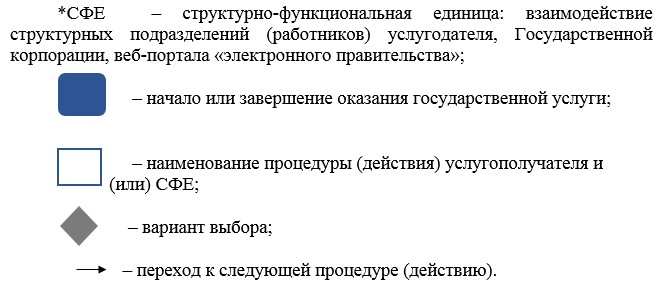 *СФЕ – структурно-функциональная единица: взаимодействие
структурных подразделений (работников) услугодателя, Государственной
корпорации, веб-портала «электронного правительства»;
– начало или завершение оказания государственной услуги;
– наименование процедуры (действия) услугополучателя и
(или) СФЕ;
– вариант выбора;
– переход к следующей процедуре (действию).